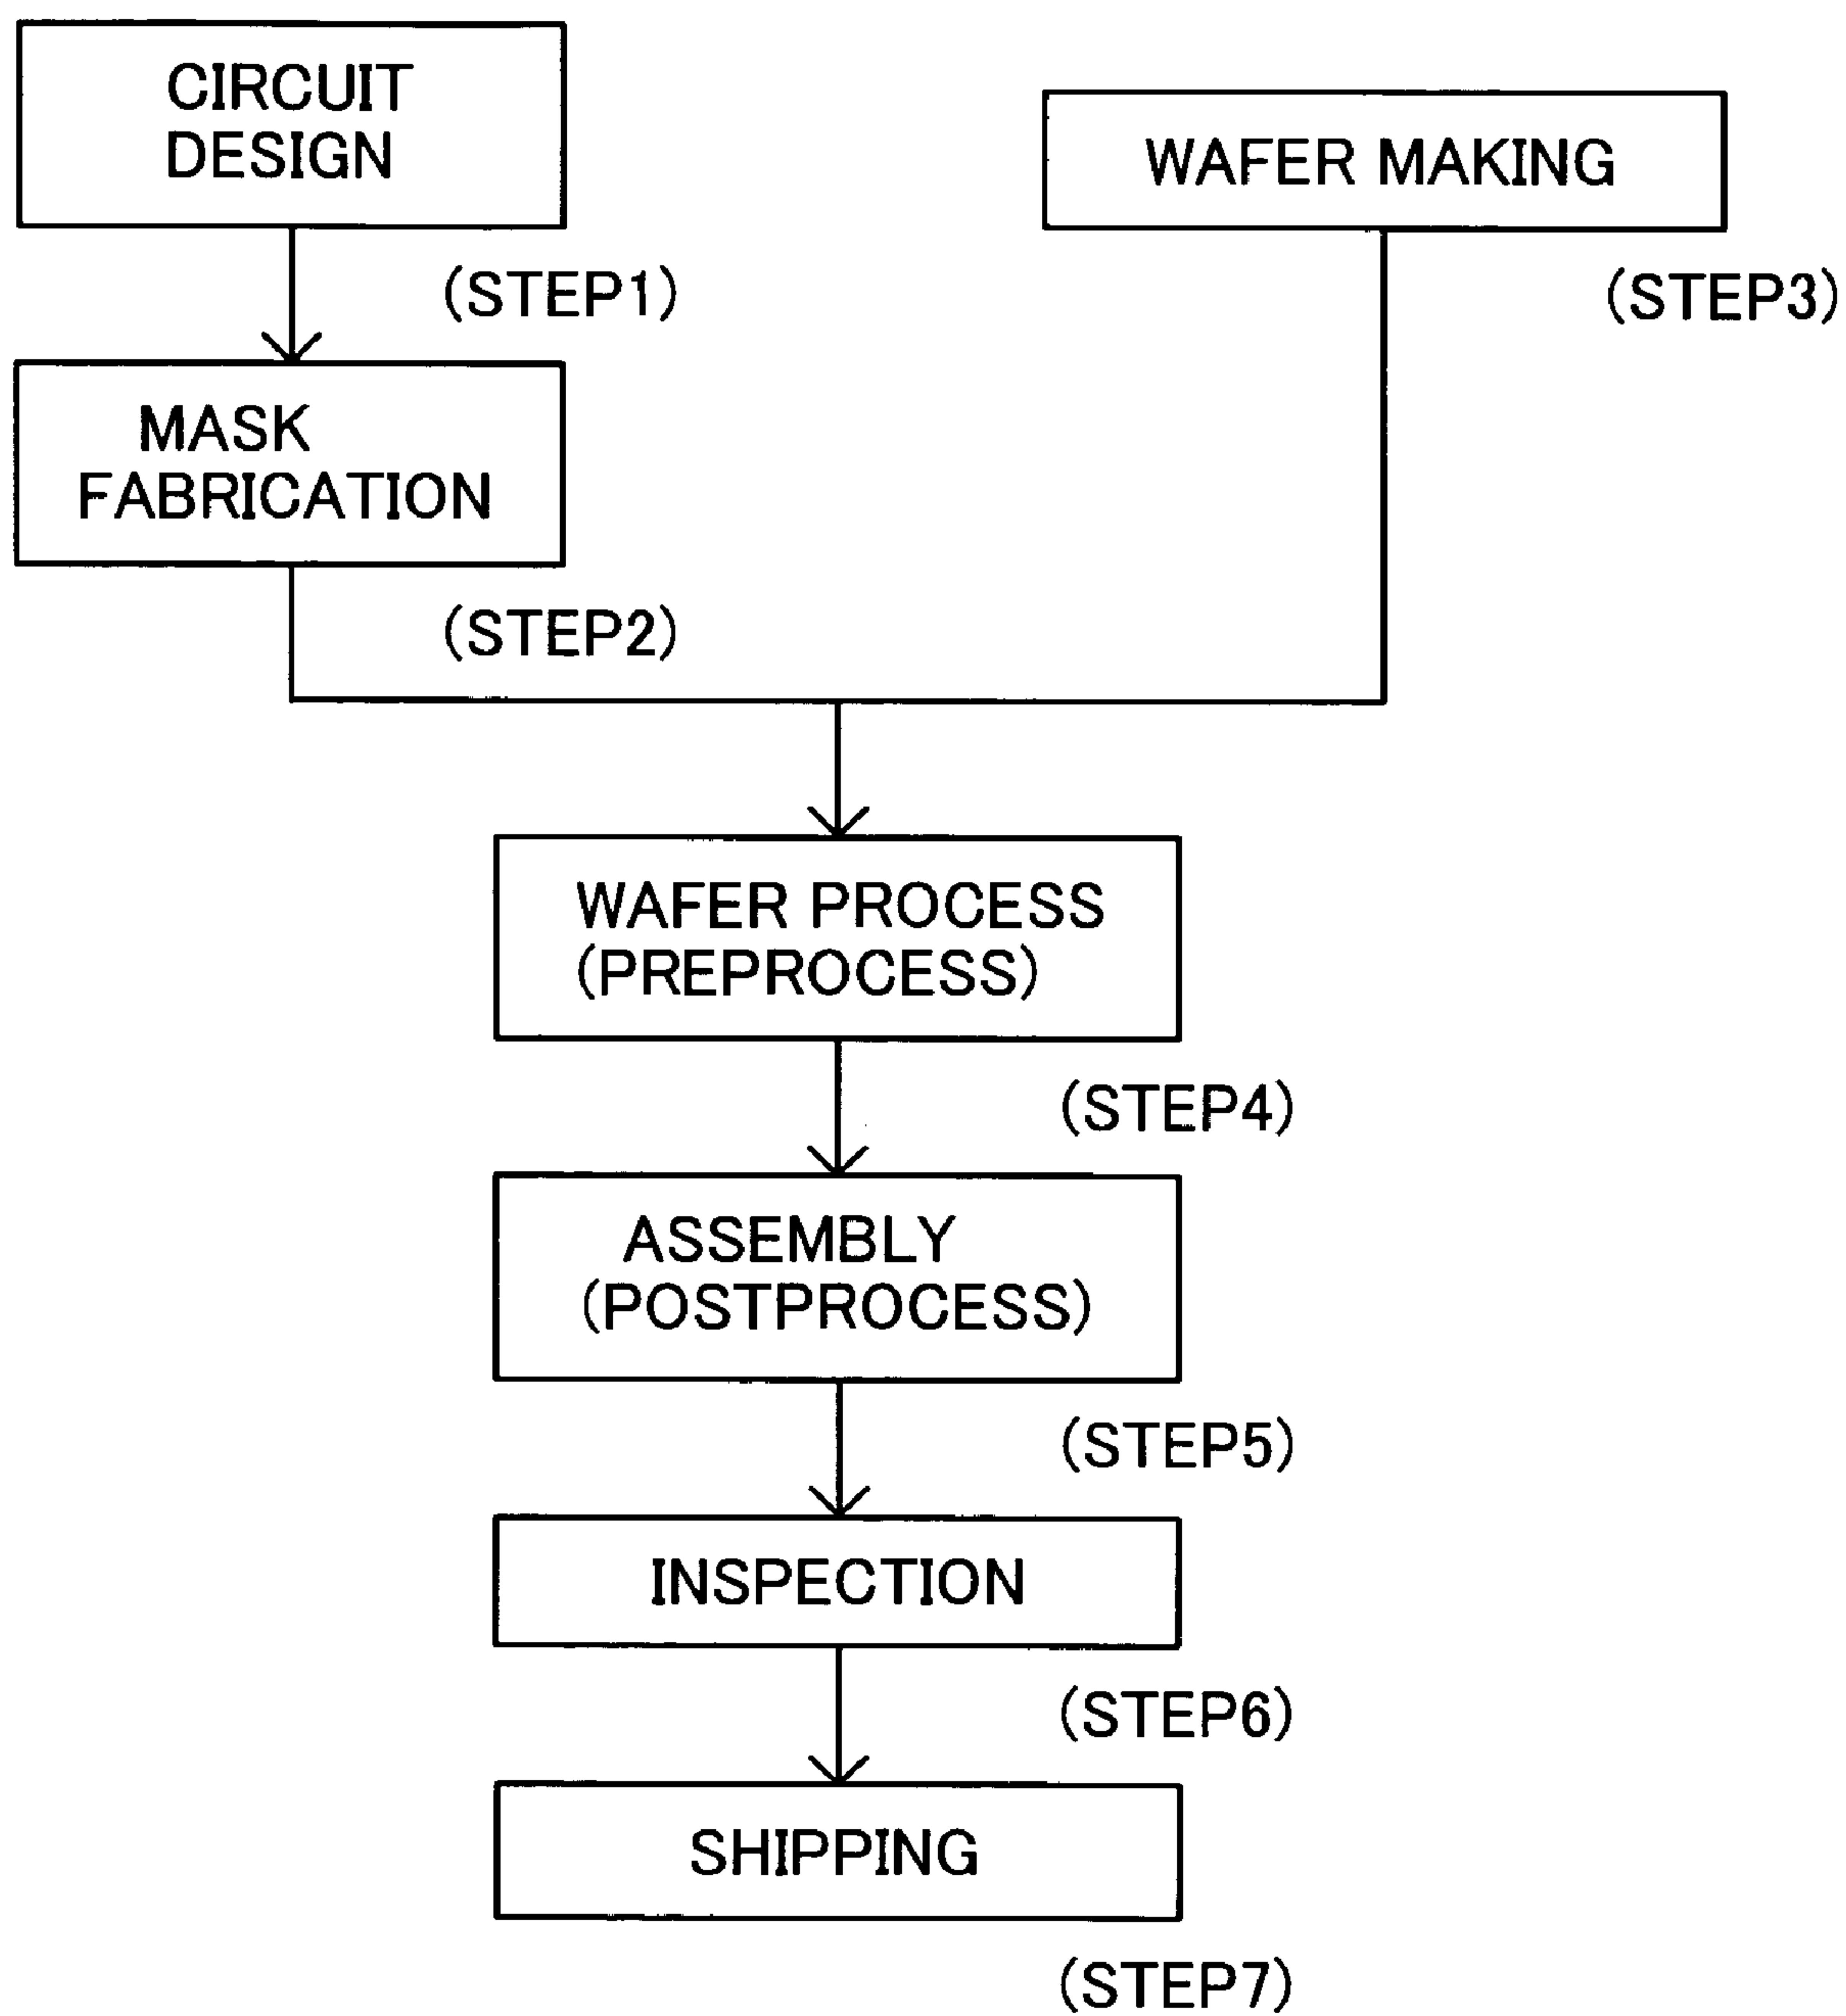 CIRCUIT
DESIGN
(STEP1)
MASK
FABRICATION
(STEP2)
WAFER MAKING
(STEP3)
WAFER PROCESS
(PREPROCESS)
(STEP4)
ASSEMBLY
(POSTPROCESS)
(STEP5)
INSPECTION
(STEP6)
SHIPPING
(STEP7)